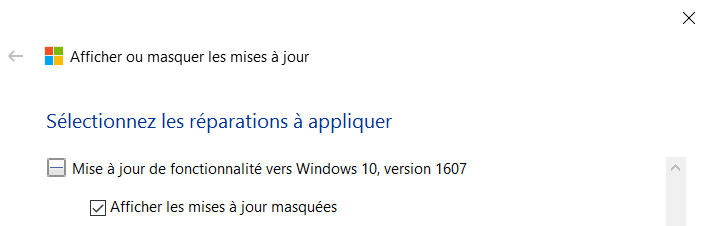 Afficher ou masquer les mises à jour
Sélectionnez les réparations à appliquer
Mise à jour de fonctionnalité vers Windows 10, version 1607
Afficher les mises à jour masquées